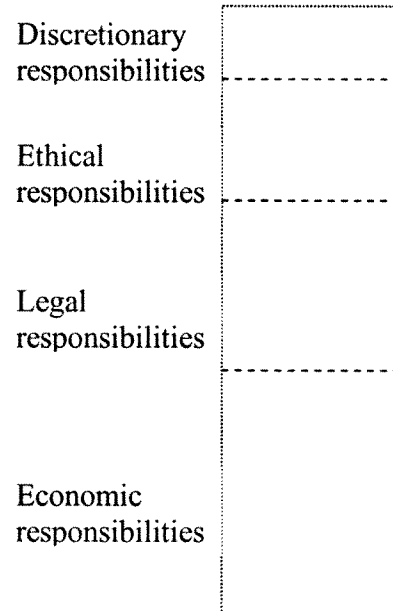 Discretionary
responsibilities
Ethical
responsibilities
Legal
responsibilities
Economic
responsibilities